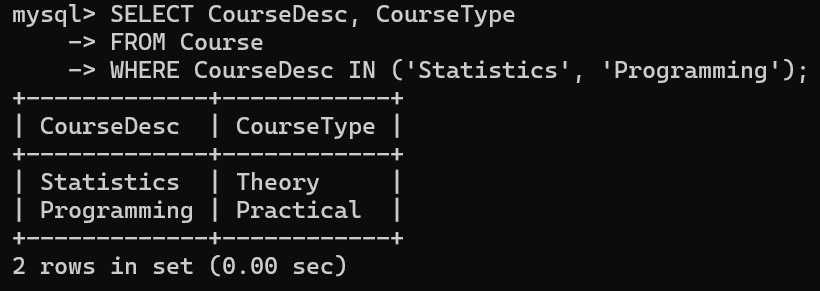 mysql> SELECT CourseDesc, CourseType
    -> FROM Course
    -> WHERE CourseDesc IN ('Statistics', 'Programming');
+-------------+------------+
| CourseDesc  | CourseType |
+-------------+------------+
| Statistics  | Theory     |
| Programming | Practical  |
+-------------+------------+
2 rows in set (0.00 sec)